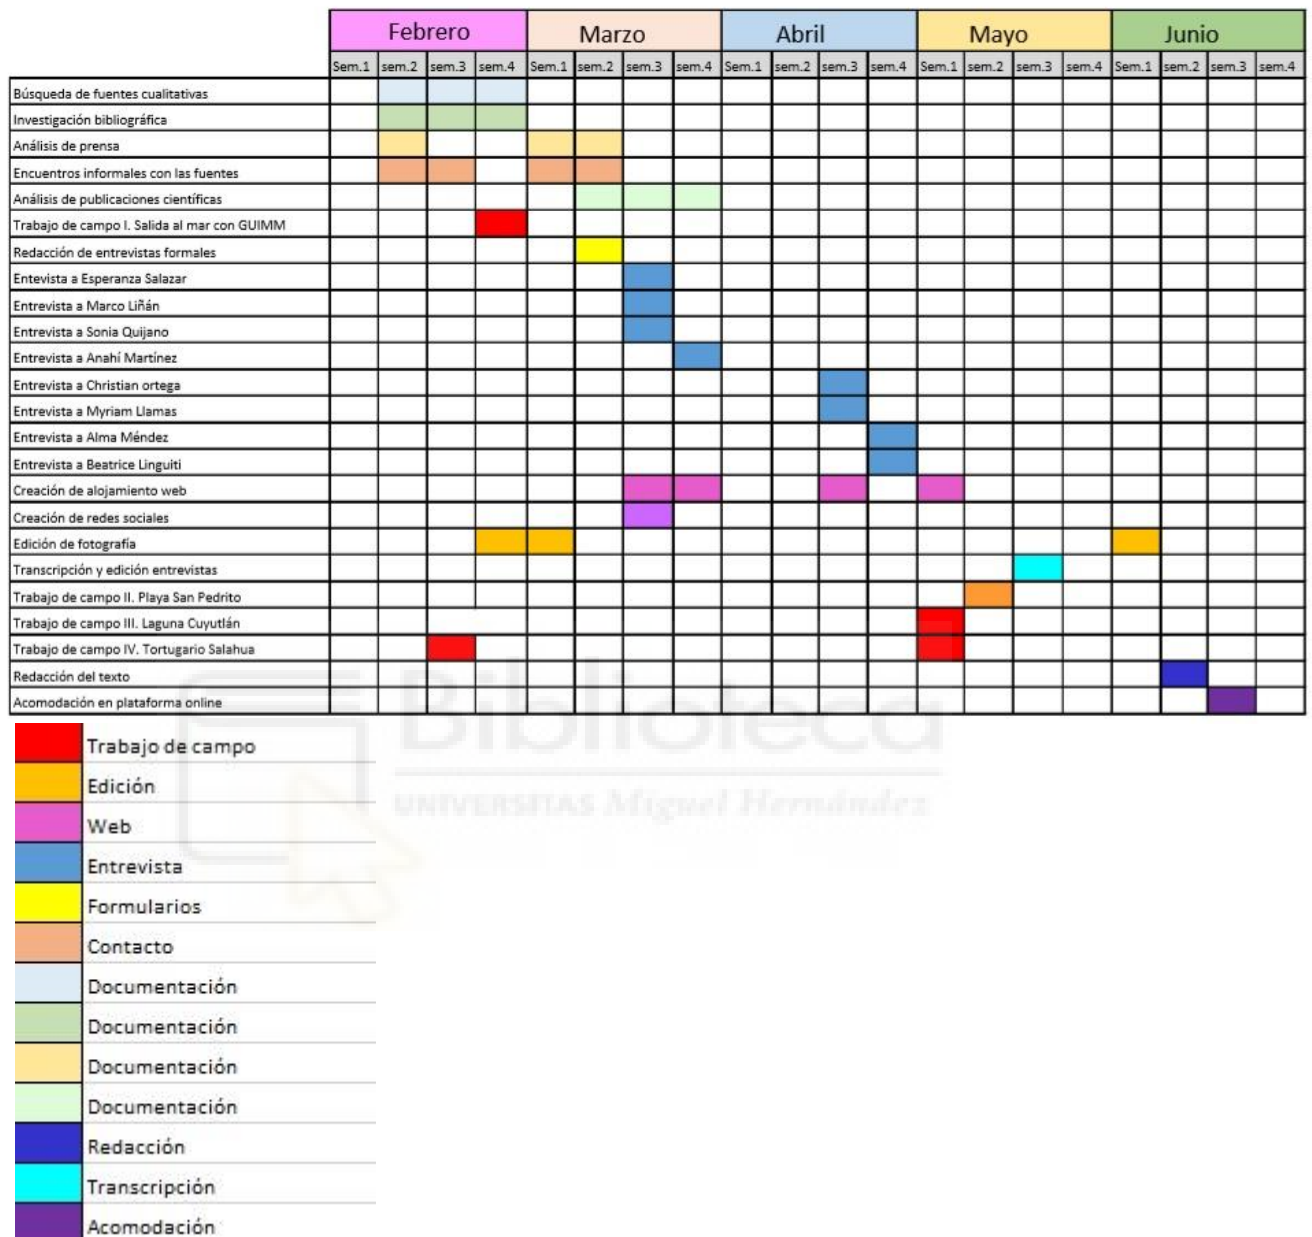 Febrero Marzo Abril Mayo Junio
Sem.1 sem.2 sem.3 sem.4 Sem.1 sem.2 sem.3 sem.4 Sem.1 sem.2 sem.3 sem.4 Sem.1 sem.2 sem.3 sem.4 Sem.1 sem.2 sem.3 sem.4
Búsqueda de fuentes cualitativas
Investigación bibliográfica
Análisis de prensa
Encuentros informales con las fuentes
Análisis de publicaciones científicas
Trabajo de campo I. Salida al mar con GUIMM
Redacción de entrevistas formales
Entevista a Esperanza Salazar
Entrevista a Marco Liñán
Entrevista a Sonia Quijano
Entrevista a Anahí Martínez
Entrevista a Christian ortega
Entrevista a Myriam Llamas
Entrevista a Alma Méndez
Entrevista a Beatrice Linguiti
Creación de alojamiento web
Creación de redes sociales
Edición de fotografía
Transcripción y edición entrevistas
Trabajo de campo II. Playa San Pedrito
Trabajo de campo III. Laguna Cuyutlán
Trabajo de campo IV. Tortugario Salahua
Redacción del texto
Acomodación en plataforma online
Biblioteca
UNIVERSITAS Miguel Hernández
Trabajo de campo
Edición
Web
Entrevista
Formularios
Contacto
Documentación
Documentación
Documentación
Documentación
Redacción
Transcripción
Acomodación